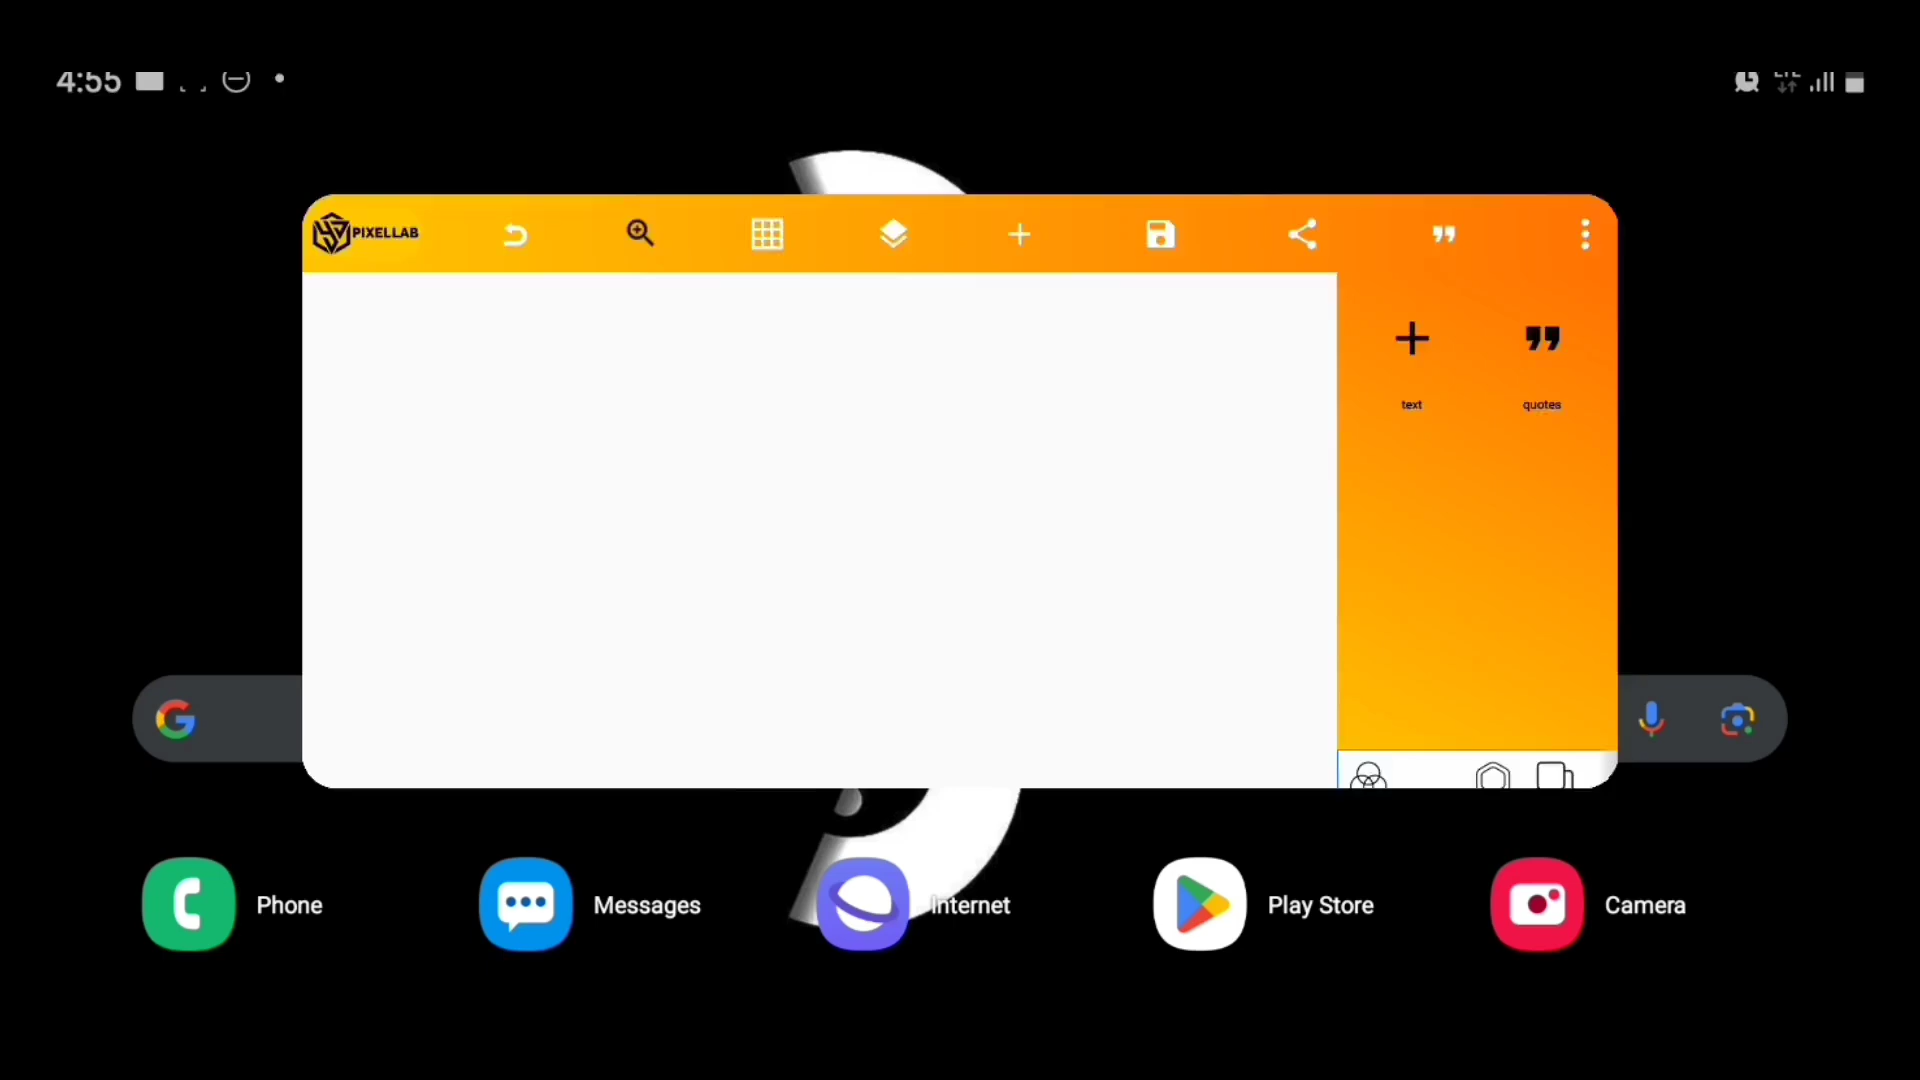 4:55
PIXELLAB
text
quotes
Phone
Messages
Internet
Play Store
Camera